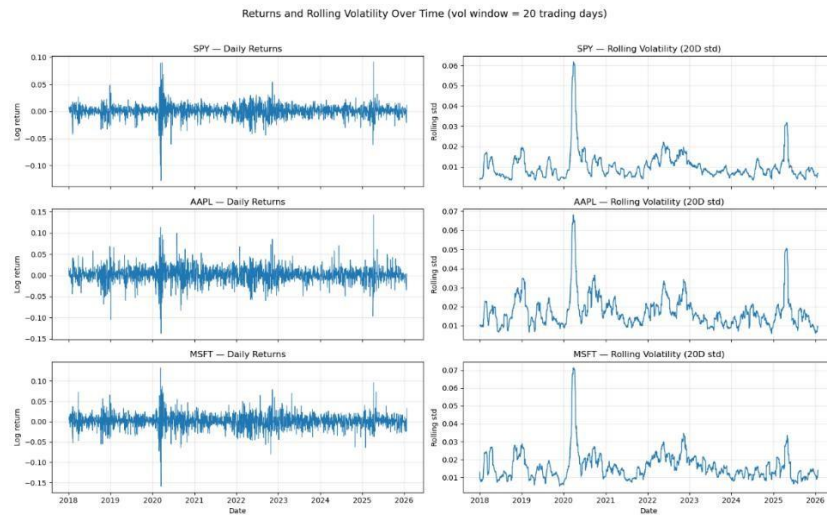 Returns and Rolling Volatility Over Time (vol window = 20 trading days)
SPY — Daily Returns
0.10
0.05
0.00
−0.05
−0.10
Log return
SPY — Rolling Volatility (20D std)
0.06
0.05
0.04
0.03
0.02
0.01
Rolling std
AAPL — Daily Returns
0.15
0.10
0.05
0.00
−0.05
−0.10
−0.15
Log return
AAPL — Rolling Volatility (20D std)
0.07
0.06
0.05
0.04
0.03
0.02
0.01
Rolling std
MSFT — Daily Returns
0.10
0.05
0.00
−0.05
−0.10
−0.15
Log return
2018 2019 2020 2021 2022 2023 2024 2025 2026
Date
MSFT — Rolling Volatility (20D std)
0.07
0.06
0.05
0.04
0.03
0.02
0.01
Rolling std
2018 2019 2020 2021 2022 2023 2024 2025 2026
Date